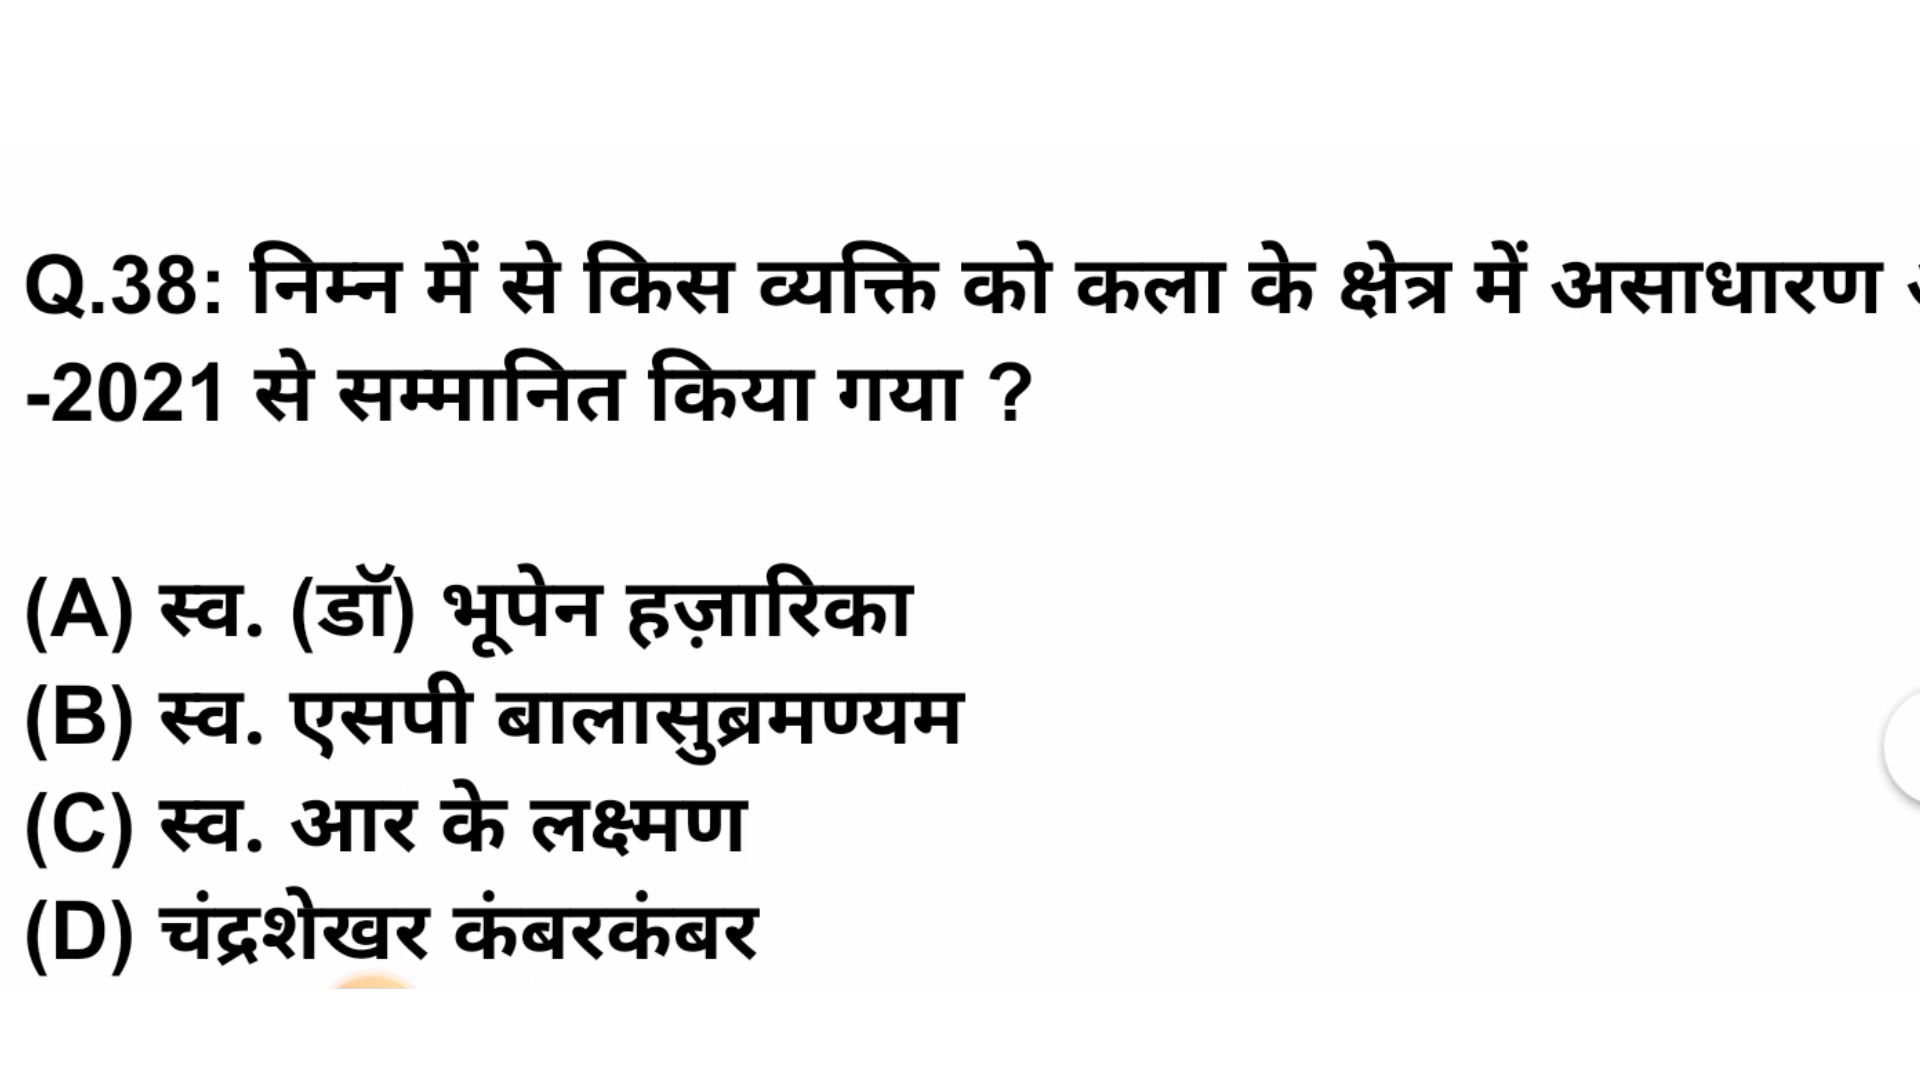 Q.38: निम्न में से किस व्यक्ति को कला के क्षेत्र में असाधारण
-2021 से सम्मानित किया गया ?
(A) स्व. (डॉ) भूपेन हज़ारिका
(B) स्व. एसपी बालासुब्रमण्यम
(C) स्व. आर के लक्ष्मण
(D) चंद्रशेखर कंबरकंबर